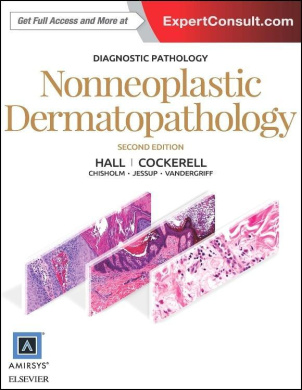 Get Full Access and More at
ExpertConsult.com
DIAGNOSTIC PATHOLOGY
Nonneoplastic
Dermatopathology
SECOND EDITION
HALL | COCKERELL
CHISHOLM • JESSUP • VANDERGRIFF
AMIRSYS®
ELSEVIER